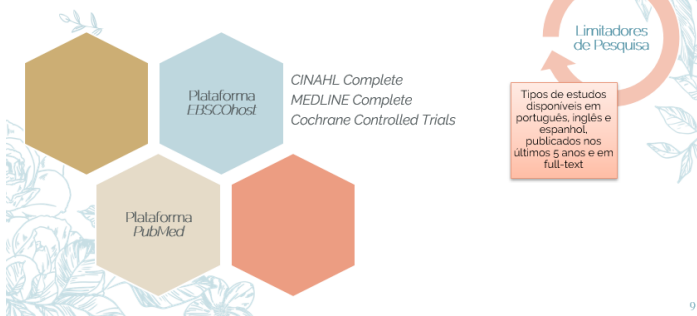 Limitadores
de Pesquisa
Plataforma
EBSCOhost
CINAHL Complete
MEDLINE Complete
Cochrane Controlled Trials
Tipos de estudos
disponíveis em
português, inglês e
espanhol,
publicados nos
últimos 5 anos e em
full-text
Plataforma
PubMed
9